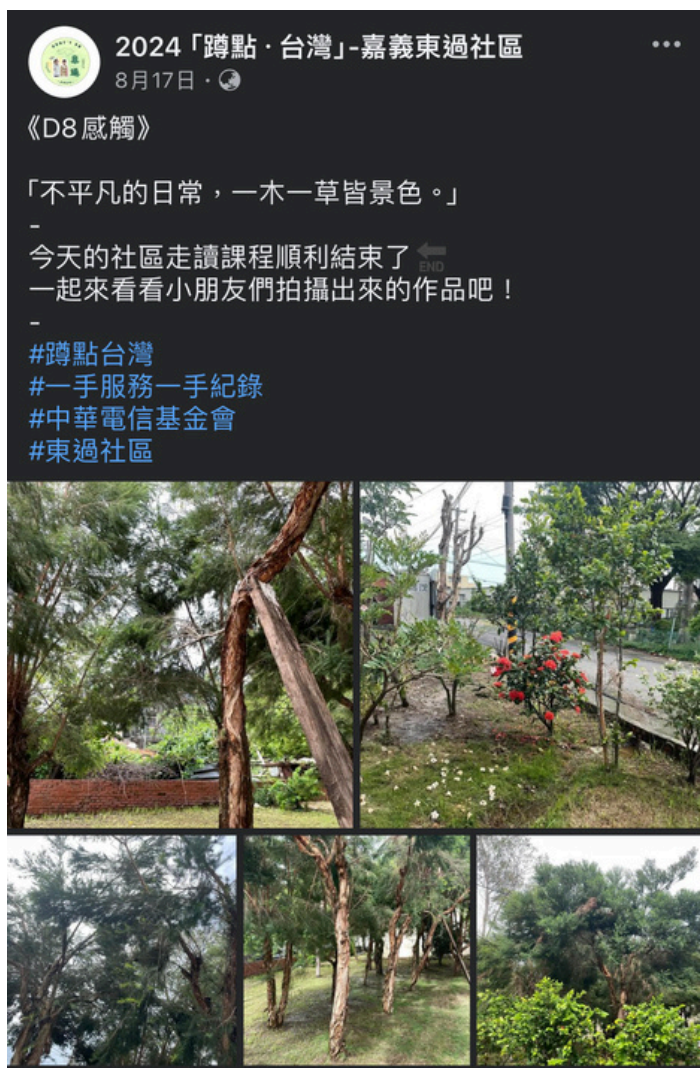 2024「蹲點·台灣」-嘉義東過社區
8月17日·
《D8感觸》
「不平凡的日常，一木一草皆景色。」
-
今天的社區走讀課程順利結束了🔚
一起來看看小朋友們拍攝出來的作品吧！
-
#蹲點台灣
#一手服務一手紀錄
#中華電信基金會
#東過社區